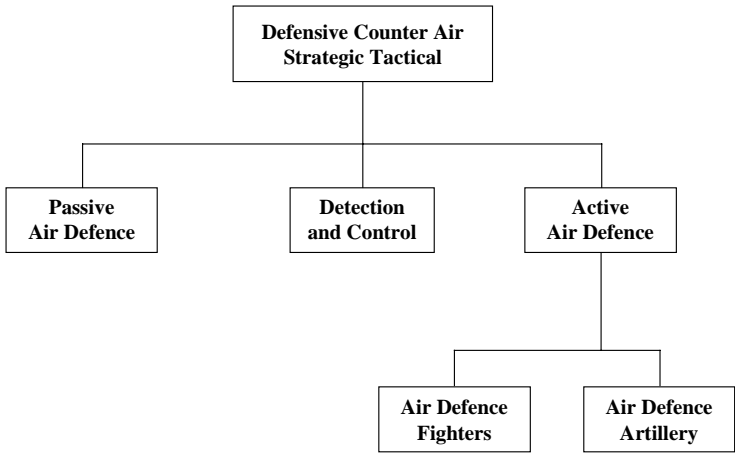 Defensive Counter Air
Strategic Tactical
Passive
Air Defence
Detection
and Control
Active
Air Defence
Air Defence
Fighters
Air Defence
Artillery